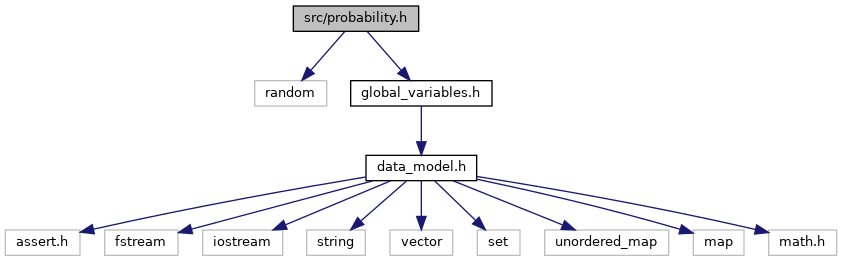 src/probability.h
random
global_variables.h
data_model.h
assert.h
fstream
iostream
string
vector
set
unordered_map
map
math.h